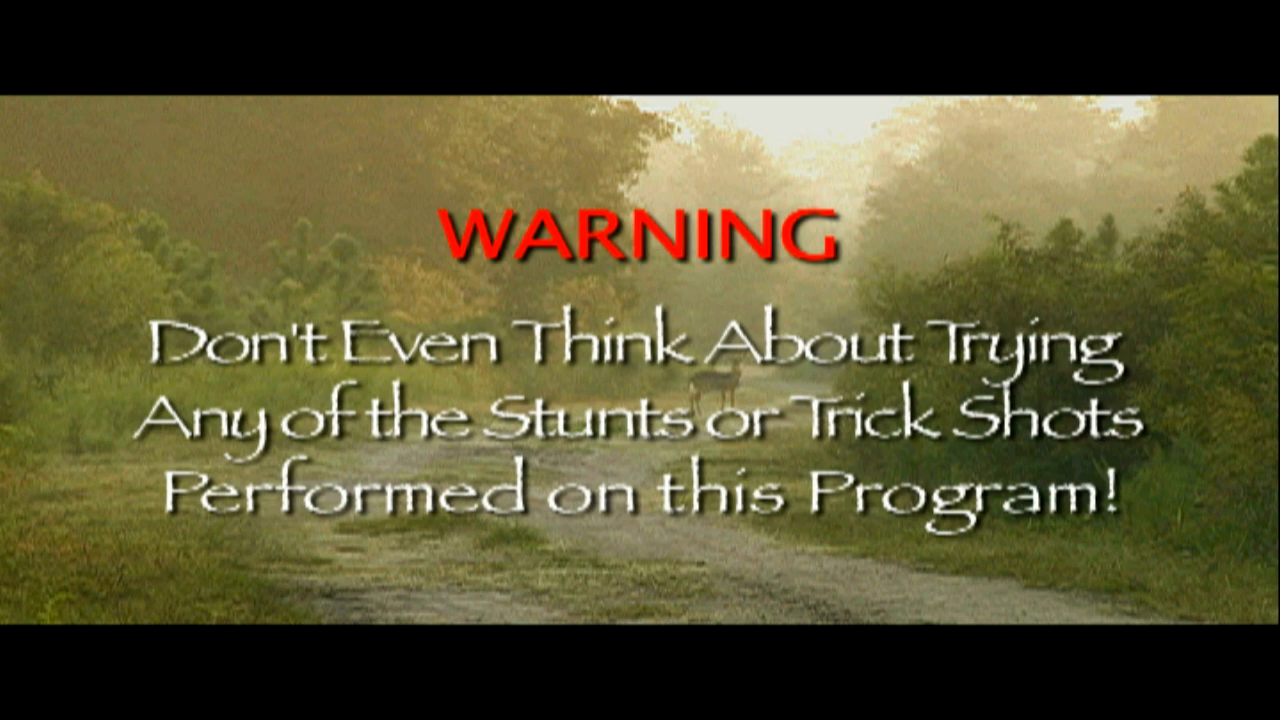 WARNING
Don't Even Think About Trying
Any of the Stunts or Trick Shots
Performed on this Program!